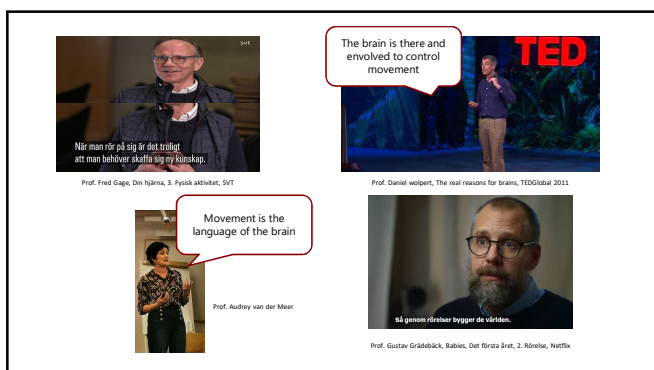 svt
När man rör på sig är det troligt
att man behöver skaffa sig ny kunskap.
Prof. Fred Gage, Din hjärna, 3. Fysisk aktivitet, SVT
The brain is there and
envolved to control
movement
TED
Prof. Daniel wolpert, The real reasons for brains, TEDGlobal 2011
Movement is the
language of the brain
Prof. Audrey van der Meer
Så genom rörelser bygger de världen.
Prof. Gustav Grädebäck, Babies, Det första året, 2. Rörelse, Netflix